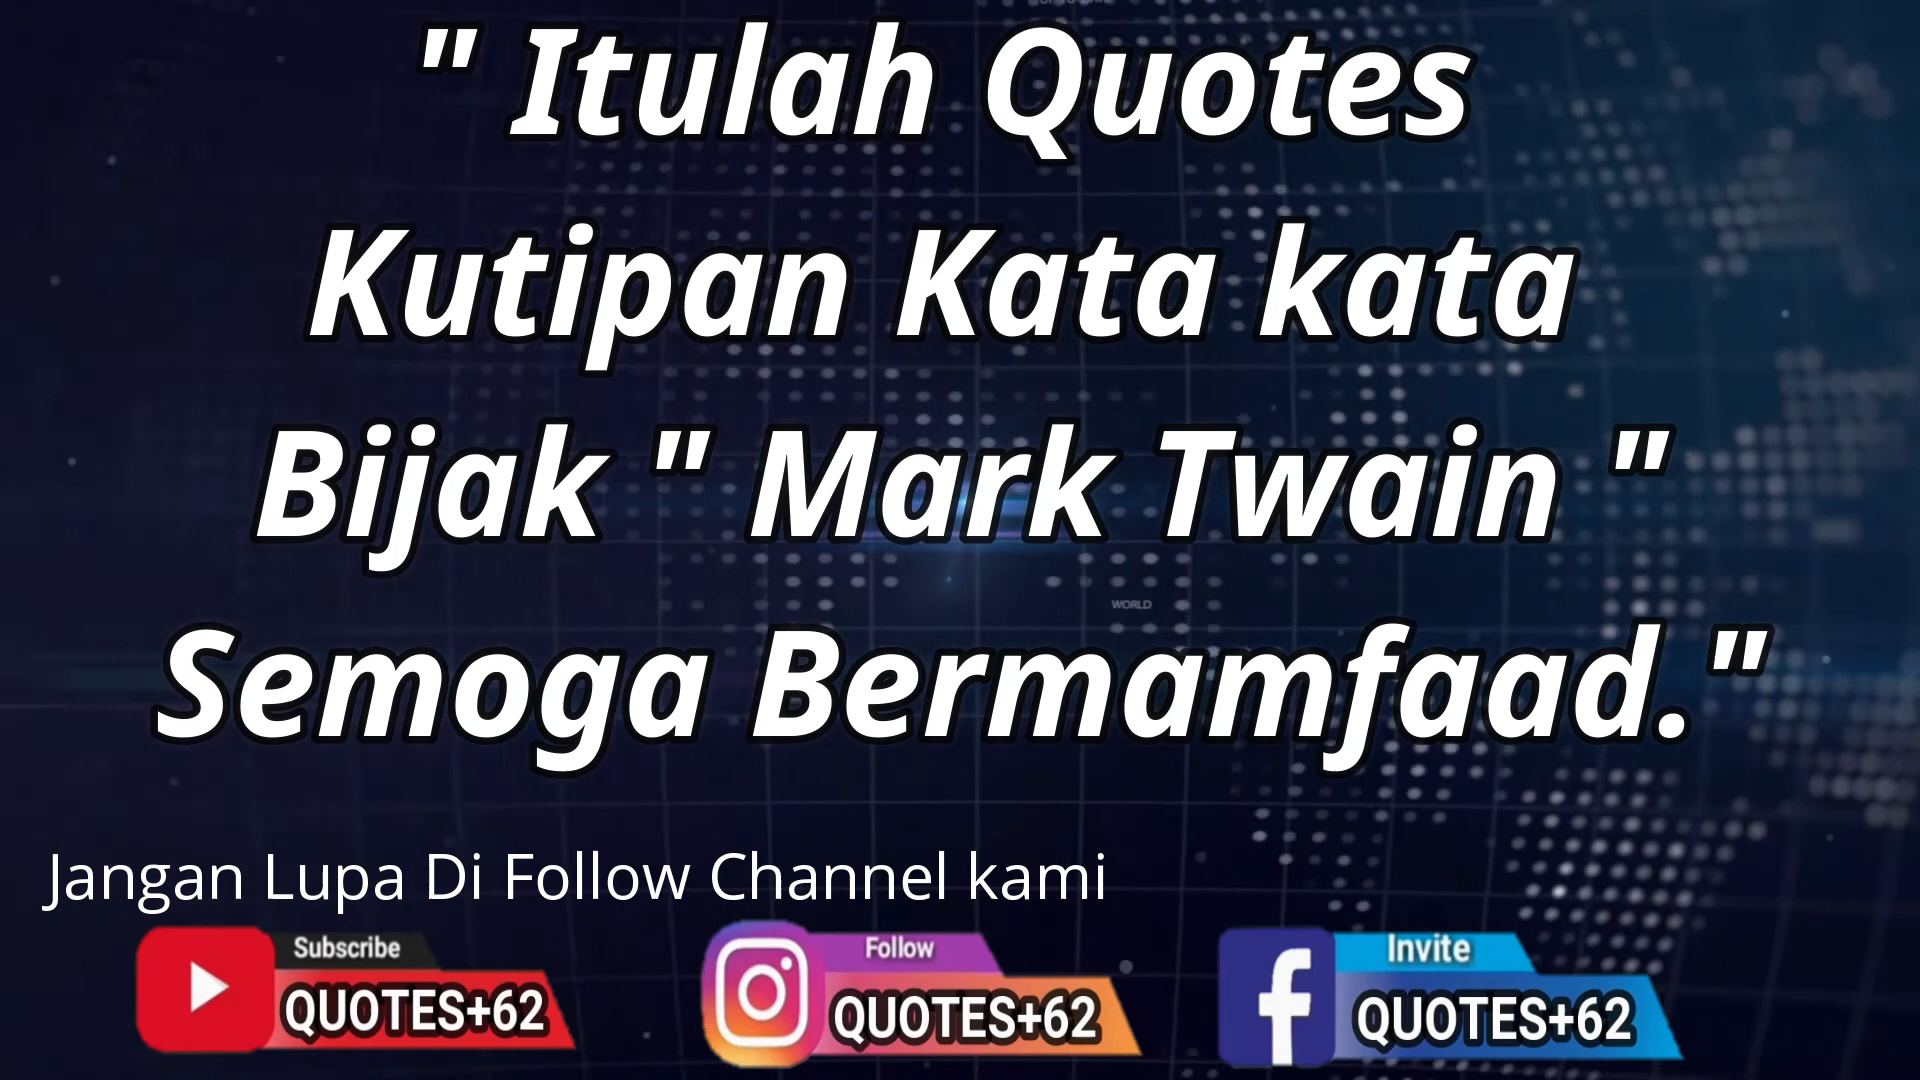 " Itulah Quotes
Kutipan Kata kata
Bijak " Mark Twain "
Semoga Bermamfaad."
WORLD
Jangan Lupa Di Follow Channel kami
Subscribe
QUOTES+62
Follow
QUOTES+62
Invite
QUOTES+62